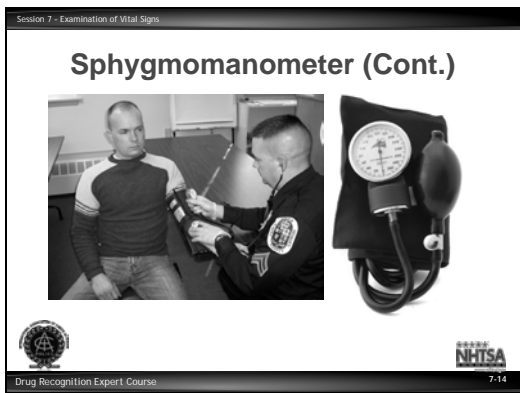 Session 7 - Examination of Vital Signs
Sphygmomanometer (Cont.)
NHTSA
Drug Recognition Expert Course
7-14